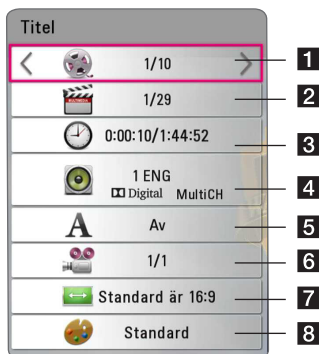 Titel
1/10 1
MULTIMEDIA 1/29 2
0:00:10/1:44:52 3
1 ENG
Digital MultiCH 4
A Av 5
1/1 6
Standard är 16:9 7
Standard 8